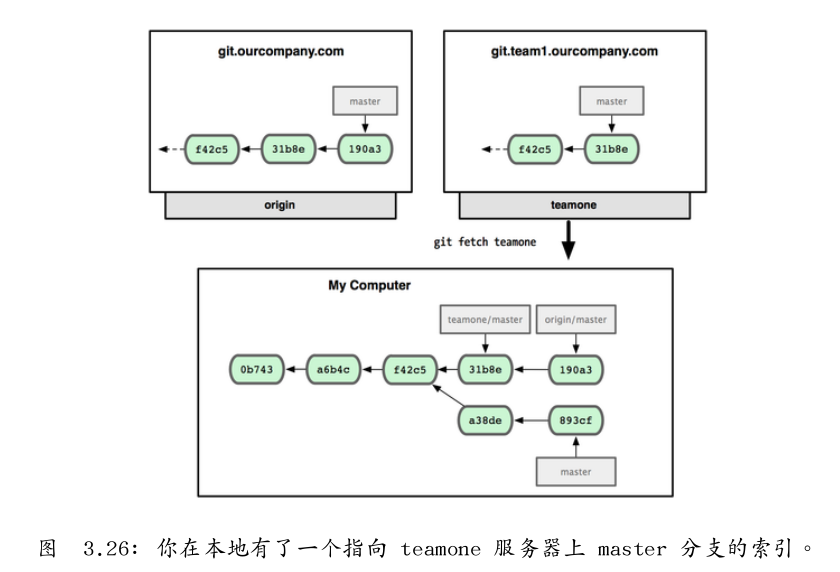 git.ourcompany.com
git.team1.ourcompany.com
master
master
f42c5
31b8e
190a3
f42c5
31b8e
origin
teamone
git fetch teamone
My Computer
teamone/master
origin/master
0b743
a6b4c
f42c5
31b8e
190a3
a38de
893cf
master
图 3.26: 你在本地有了一个指向 teamone 服务器上 master 分支的索引。